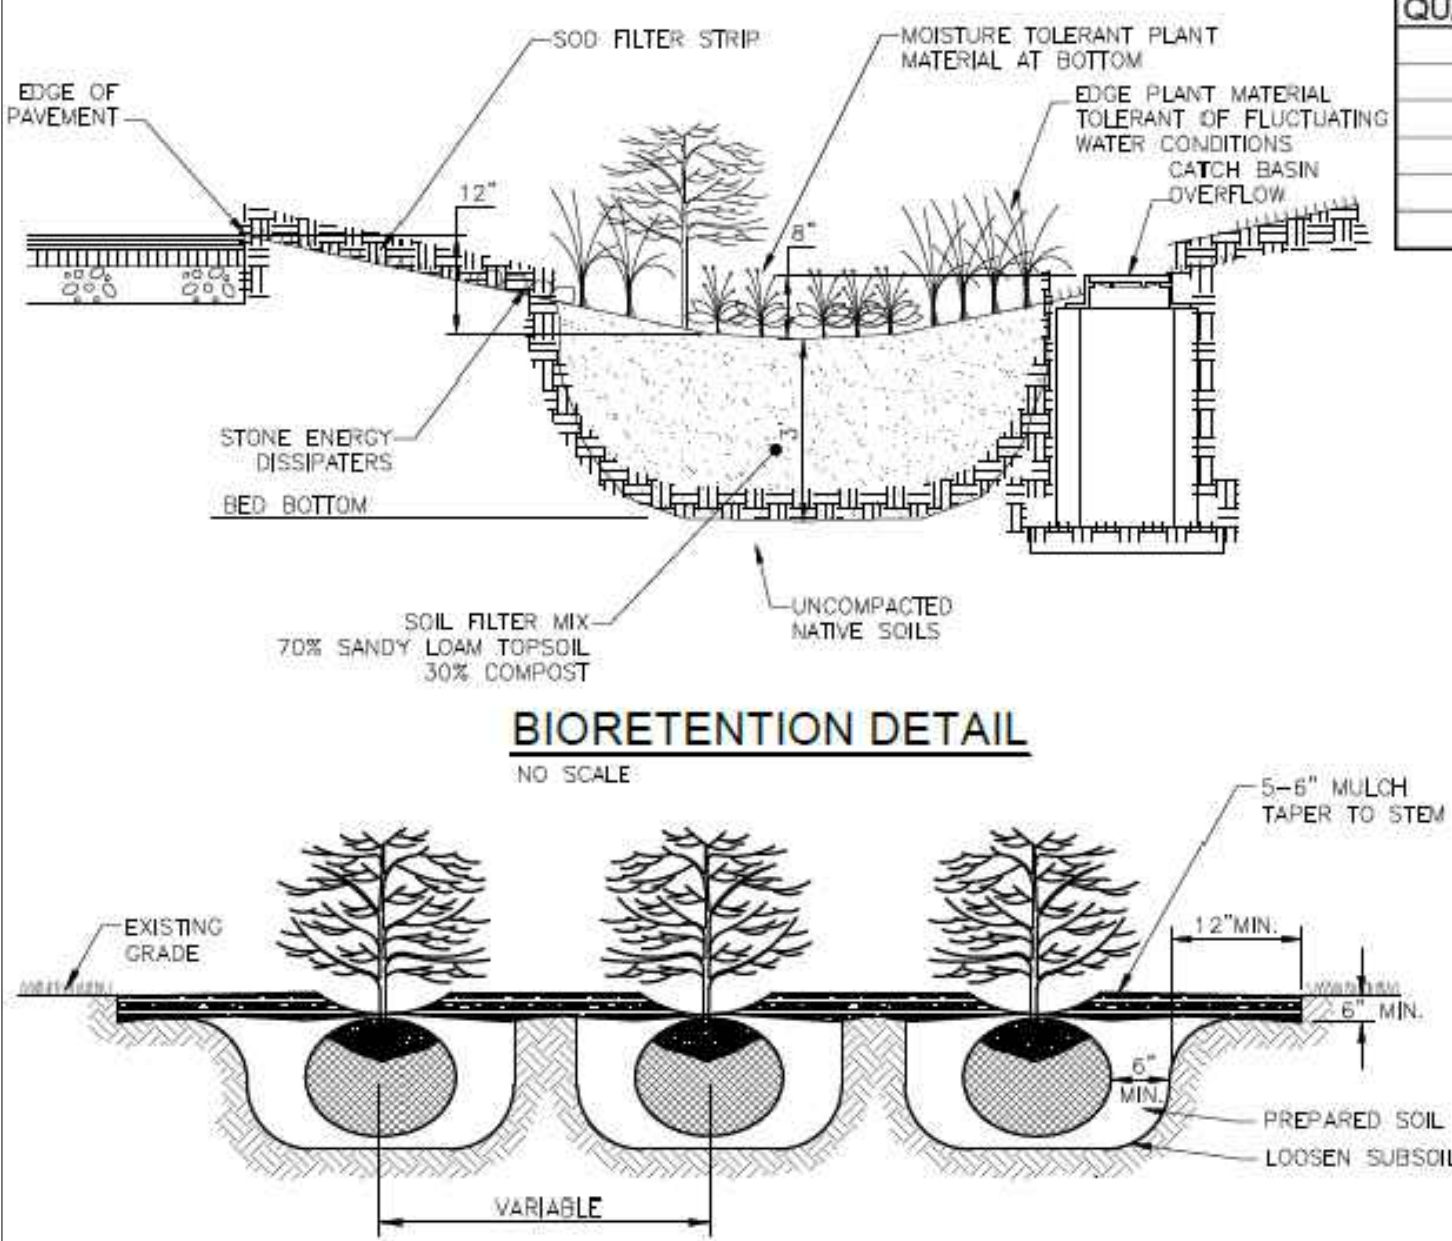 SOD FILTER STRIP
MOISTURE TOLERANT PLANT
MATERIAL AT BOTTOM
EDGE OF
PAVEMENT
EDGE PLANT MATERIAL
TOLERANT OF FLUCTUATING
WATER CONDITIONS
CATCH BASIN
OVERFLOW
12"
8"
3'
STONE ENERGY
DISSIPATERS
BED BOTTOM
SOIL FILTER MIX
70% SANDY LOAM TOPSOIL
30% COMPOST
UNCOMPACTED
NATIVE SOILS
BIORETENTION DETAIL
NO SCALE
5-6" MULCH
TAPER TO STEM
EXISTING
GRADE
12"MIN.
6" MIN.
6"
MIN.
PREPARED SOIL
LOOSEN SUBSOIL
VARIABLE